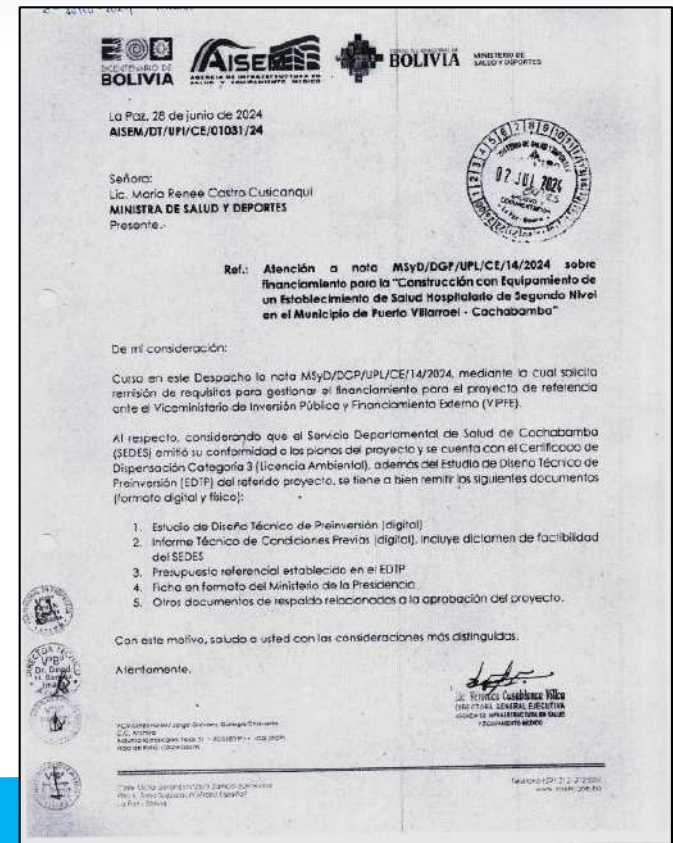 BICENTENARIO DE
BOLIVIA
AISEM
AGENCIA DE INFRAESTRUCTURA EN
SALUD Y EQUIPAMIENTO MEDICO
BOLIVIA
MINISTERIO DE
SALUD Y DEPORTES
La Paz, 28 de junio de 2024
AISEM/DT/UPI/CE/01031/24
02 JUL 2024
Señora:
Lic. Maria Renee Castro Cusicanqui
MINISTRA DE SALUD Y DEPORTES
Presente.-
Ref.: Atención a nota MSyD/DGP/UPL/CE/14/2024 sobre
financiamiento para la "Construcción con Equipamiento de
un Establecimiento de Salud Hospitalario de Segundo Nivel
en el Municipio de Puerto Villarroel - Cochabamba"
De mi consideración:
Cursa en este Despacho la nota MSyD/DGP/UPL/CE/14/2024, mediante la cual solicita
remisión de requisitos para gestionar el financiamiento para el proyecto de referencia
ante el Viceministerio de Inversión Pública y Financiamiento Externo (VIPFE).
Al respecto, considerando que el Servicio Departamental de Salud de Cochabamba
(SEDES) emitió su conformidad a los planos del proyecto y se cuenta con el Certificado de
Dispensación Categoría 3 (Licencia Ambiental), además del Estudio de Diseño Técnico de
Preinversión (EDTP) del referido proyecto, se tiene a bien remitir los siguientes documentos
(formato digital y físico):
1. Estudio de Diseño Técnico de Preinversión (digital)
2. Informe Técnico de Condiciones Previas (digital), incluye dictamen de factibilidad
del SEDES
3. Presupuesto referencial establecido en el EDTP
4. Ficha en formato del Ministerio de la Presidencia
5. Otros documentos de respaldo relacionados a la aprobación del proyecto.
Con este motivo, saludo a usted con las consideraciones más distinguidas.
Atentamente,
Lic. Veronica Casablanca Villca
DIRECTORA GENERAL EJECUTIVA
AGENCIA DE INFRAESTRUCTURA EN SALUD
Y EQUIPAMIENTO MEDICO
C.C. Archivo
La Paz - Bolivia